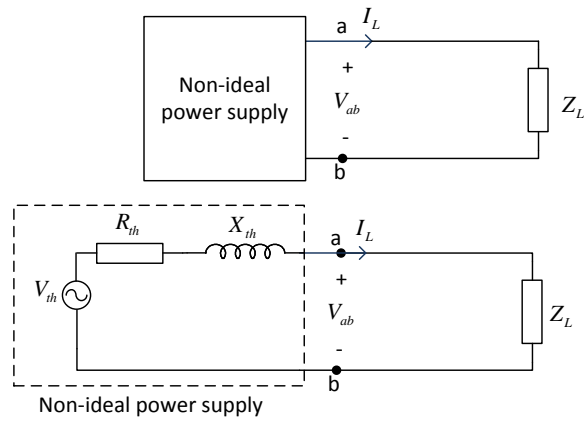 a
I_L
Non-ideal
power supply
+
V_ab
-
Z_L
b
R_th
X_th
a
I_L
V_th
+
V_ab
-
Z_L
b
Non-ideal power supply